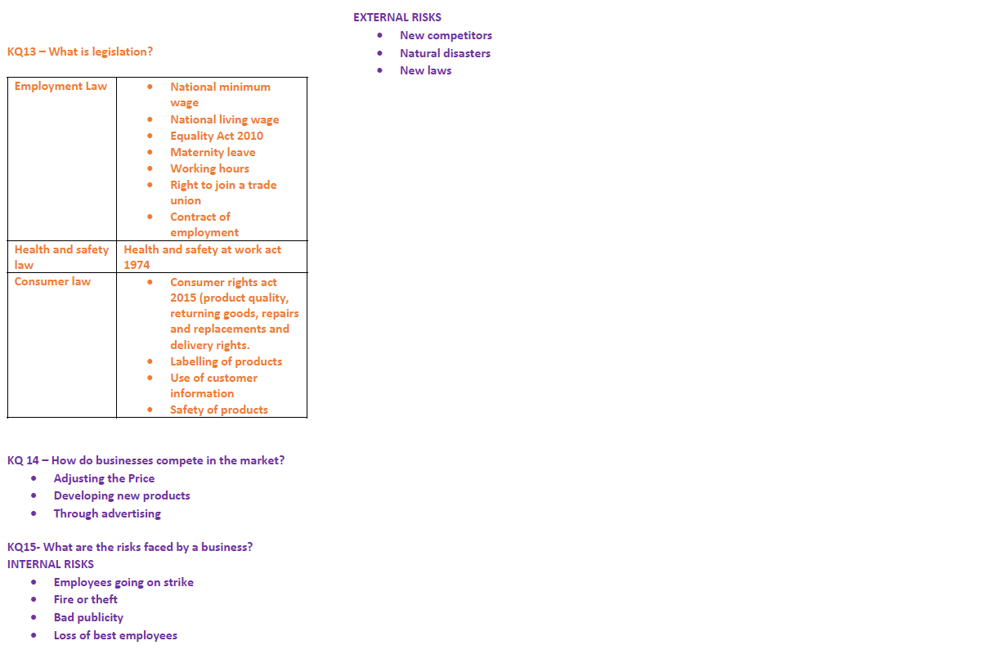 KQ13 – What is legislation?
Employment Law
• National minimum
wage
• National living wage
• Equality Act 2010
• Maternity leave
• Working hours
• Right to join a trade
union
• Contract of
employment
Health and safety
law
Health and safety at work act
1974
Consumer law
• Consumer rights act
2015 (product quality,
returning goods, repairs
and replacements and
delivery rights.
• Labelling of products
• Use of customer
information
• Safety of products
KQ 14 – How do businesses compete in the market?
• Adjusting the Price
• Developing new products
• Through advertising
KQ15- What are the risks faced by a business?
INTERNAL RISKS
• Employees going on strike
• Fire or theft
• Bad publicity
• Loss of best employees
EXTERNAL RISKS
• New competitors
• Natural disasters
• New laws